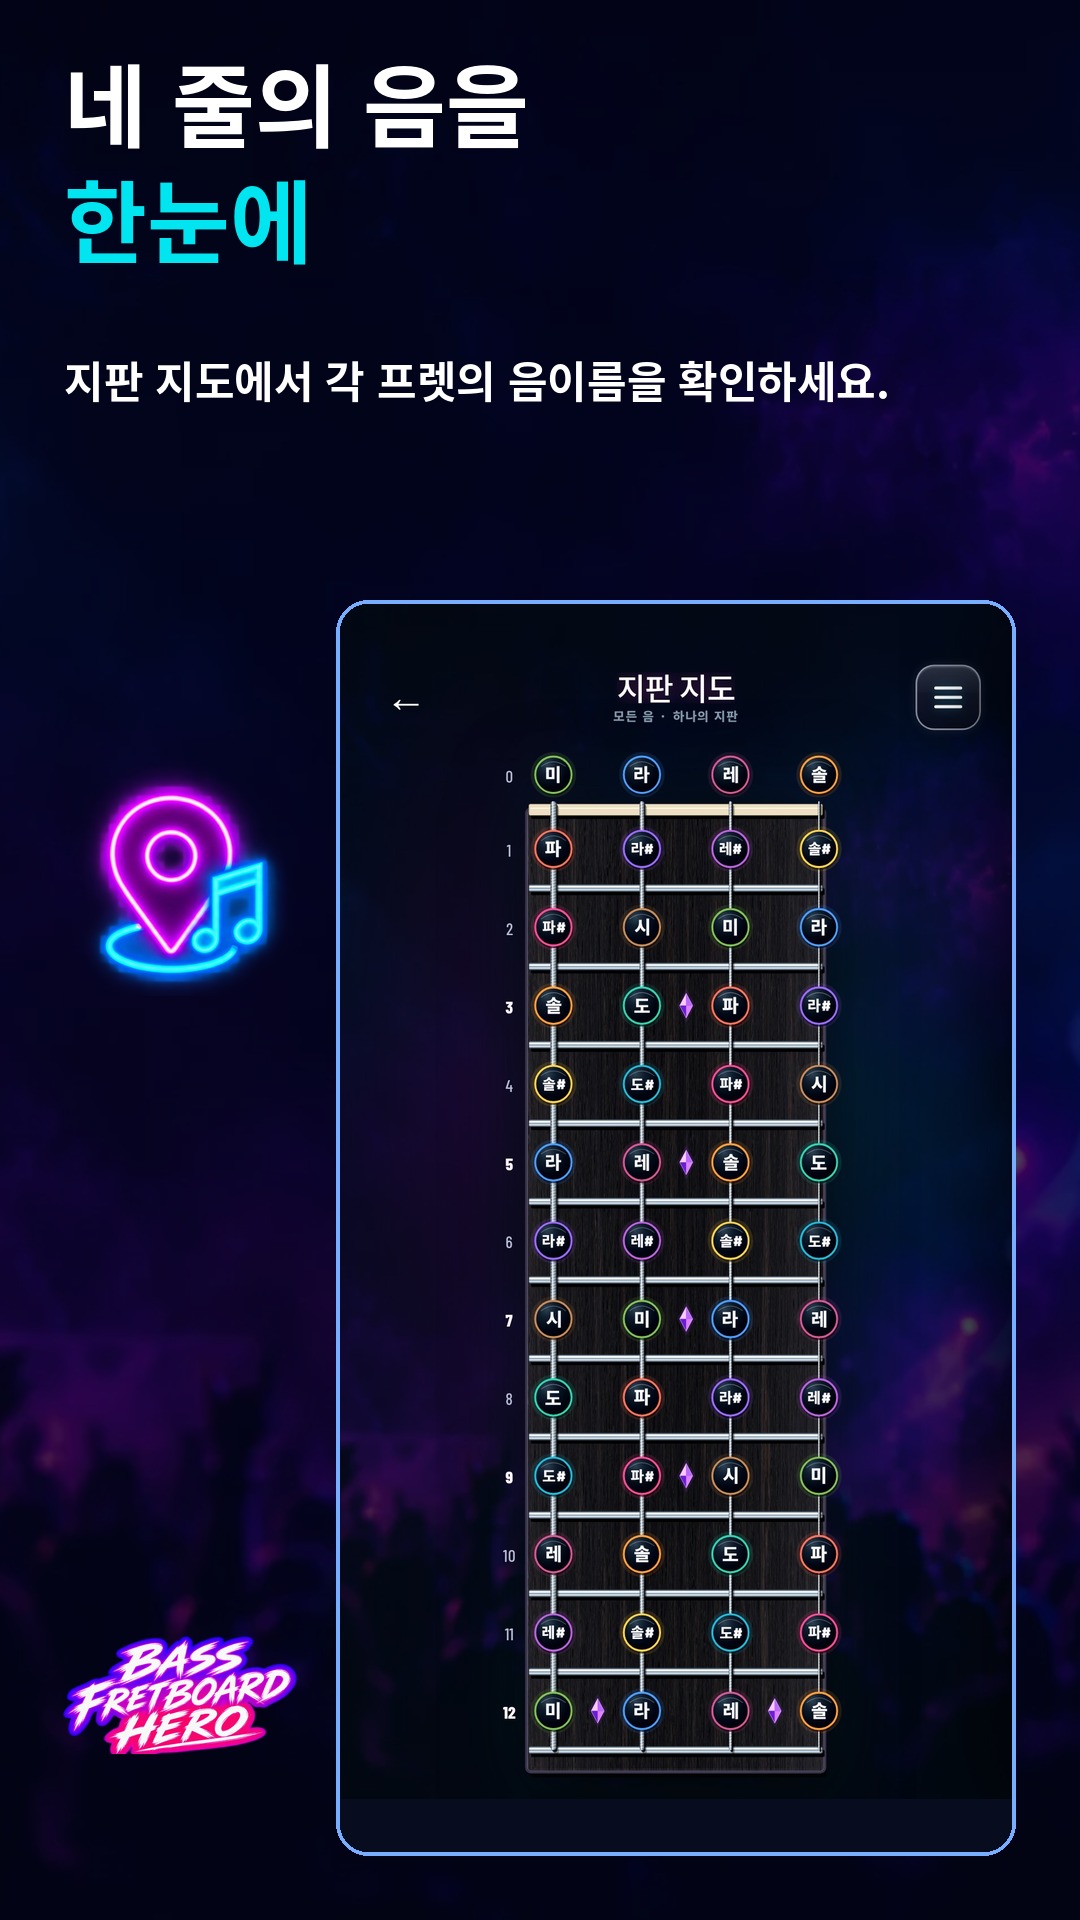 네 줄의 음을
한눈에
지판 지도에서 각 프렛의 음이름을 확인하세요.
←
지판 지도
모든 음 · 하나의 지판
0 미 라 레 솔
1 파 라# 레# 솔#
2 파# 시 미 라
3 솔 도 파 라#
4 솔# 도# 파# 시
5 라 레 솔 도
6 라# 레# 솔# 도#
7 시 미 라 레
8 도 파 라# 레#
9 도# 파# 시 미
10 레 솔 도 파
11 레# 솔# 도# 파#
12 미 라 레 솔
BASS
FRETBOARD
HERO